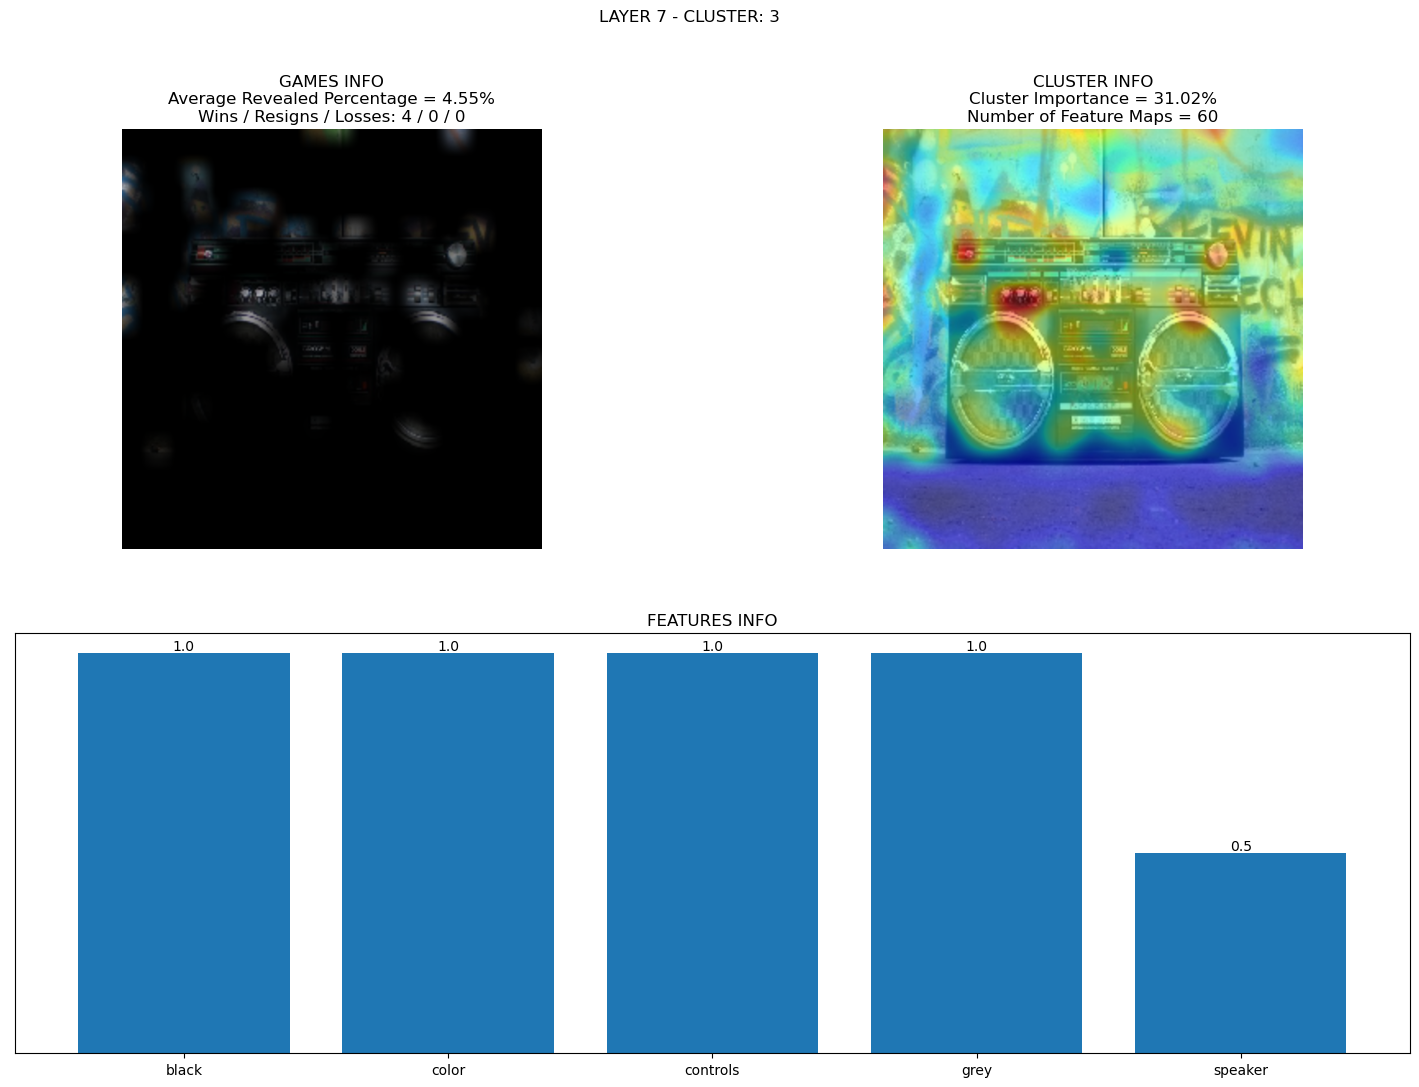 LAYER 7 - CLUSTER: 3
GAMES INFO
Average Revealed Percentage = 4.55%
Wins / Resigns / Losses: 4 / 0 / 0
CLUSTER INFO
Cluster Importance = 31.02%
Number of Feature Maps = 60
FEATURES INFO
1.0
1.0
1.0
1.0
0.5
black
color
controls
grey
speaker